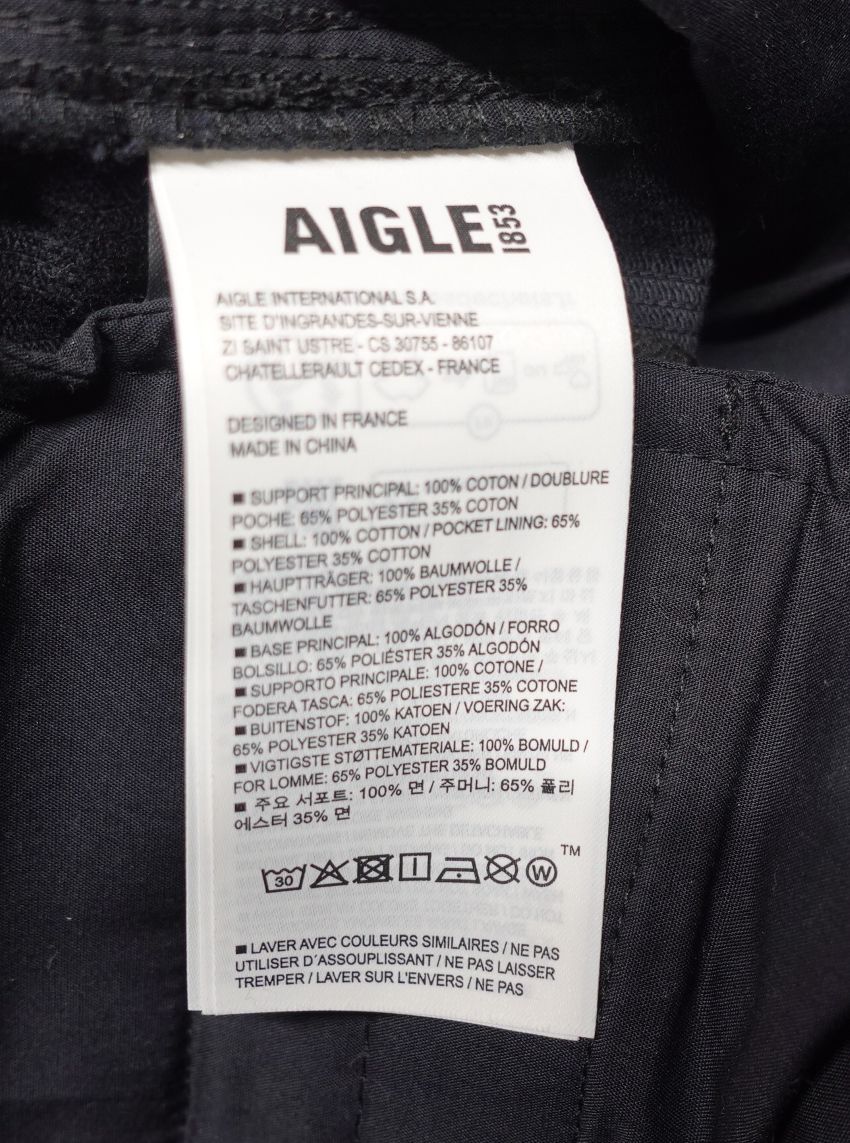 AIGLE 1853
AIGLE INTERNATIONAL S.A.
SITE D'INGRANDES-SUR-VIENNE
ZI SAINT USTRE - CS 30755 - 86107
CHATELLERAULT CEDEX - FRANCE
DESIGNED IN FRANCE
MADE IN CHINA
■ SUPPORT PRINCIPAL: 100% COTON / DOUBLURE
POCHE: 65% POLYESTER 35% COTON
■ SHELL: 100% COTTON / POCKET LINING: 65%
POLYESTER 35% COTTON
■ HAUPTTRÄGER: 100% BAUMWOLLE /
TASCHENFUTTER: 65% POLYESTER 35%
BAUMWOLLE
■ BASE PRINCIPAL: 100% ALGODÓN / FORRO
BOLSILLO: 65% POLIÉSTER 35% ALGODÓN
■ SUPPORTO PRINCIPALE: 100% COTONE /
FODERA TASCA: 65% POLIESTERE 35% COTONE
■ BUITENSTOF: 100% KATOEN / VOERING ZAK:
65% POLYESTER 35% KATOEN
■ VIGTIGSTE STØTTEMATERIALE: 100% BOMULD /
FOR LOMME: 65% POLYESTER 35% BOMULD
■ 주요 서포트: 100% 면 / 주머니: 65% 폴리
에스터 35% 면
30 W ™
■ LAVER AVEC COULEURS SIMILAIRES / NE PAS
UTILISER D´ASSOUPLISSANT / NE PAS LAISSER
TREMPER / LAVER SUR L'ENVERS / NE PAS